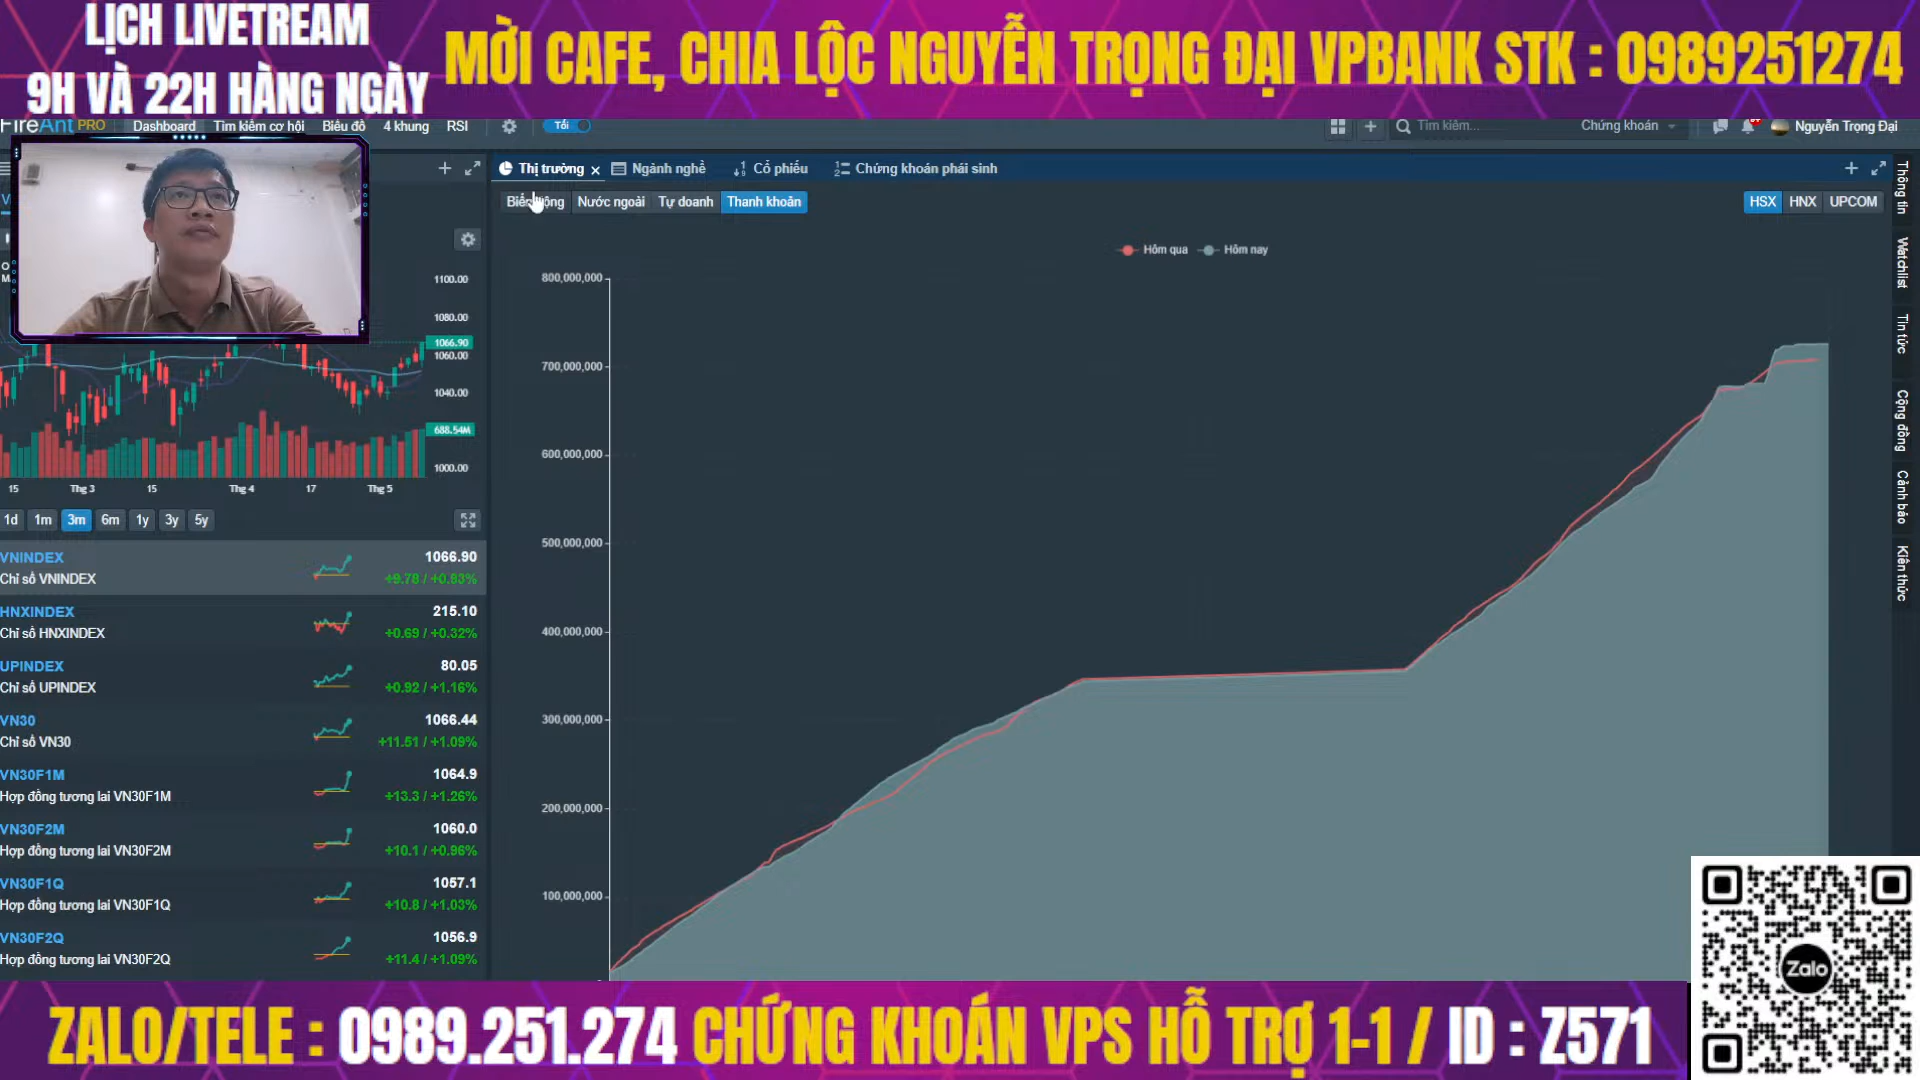 LỊCH LIVETREAM
9H VÀ 22H HÀNG NGÀY
MỜI CAFE, CHIA LỘC NGUYỄN TRỌNG ĐẠI VPBANK STK : 0989251274
FireAnt PRO Dashboard Tìm kiếm cơ hội Biểu đồ 4 khung RSI Tối Tìm kiếm... Chứng khoán Nguyễn Trọng Đại
Thị trường Ngành nghề Cổ phiếu Chứng khoán phái sinh
Biến động Nước ngoài Tự doanh Thanh khoản HSX HNX UPCOM
Hôm qua Hôm nay
800,000,000
700,000,000
600,000,000
500,000,000
400,000,000
300,000,000
200,000,000
100,000,000
1100.00
1080.00
1066.90
1060.00
1040.00
688.54M
1000.00
15 Thg 3 15 Thg 4 17 Thg 5
1d 1m 3m 6m 1y 3y 5y
VNINDEX 1066.90
Chỉ số VNINDEX +9.78 / +0.93%
HNXINDEX 215.10
Chỉ số HNXINDEX +0.69 / +0.32%
UPINDEX 80.05
Chỉ số UPINDEX +0.92 / +1.16%
VN30 1066.44
Chỉ số VN30 +11.51 / +1.09%
VN30F1M 1064.9
Hợp đồng tương lai VN30F1M +13.3 / +1.26%
VN30F2M 1060.0
Hợp đồng tương lai VN30F2M +10.1 / +0.96%
VN30F1Q 1057.1
Hợp đồng tương lai VN30F1Q +10.8 / +1.03%
VN30F2Q 1056.9
Hợp đồng tương lai VN30F2Q +11.4 / +1.09%
Thông tin
Watchlist
Tin tức
Cộng đồng
Cảnh báo
Kiến thức
Zalo
ZALO/TELE : 0989.251.274 CHỨNG KHOÁN VPS HỖ TRỢ 1-1 / ID : Z571